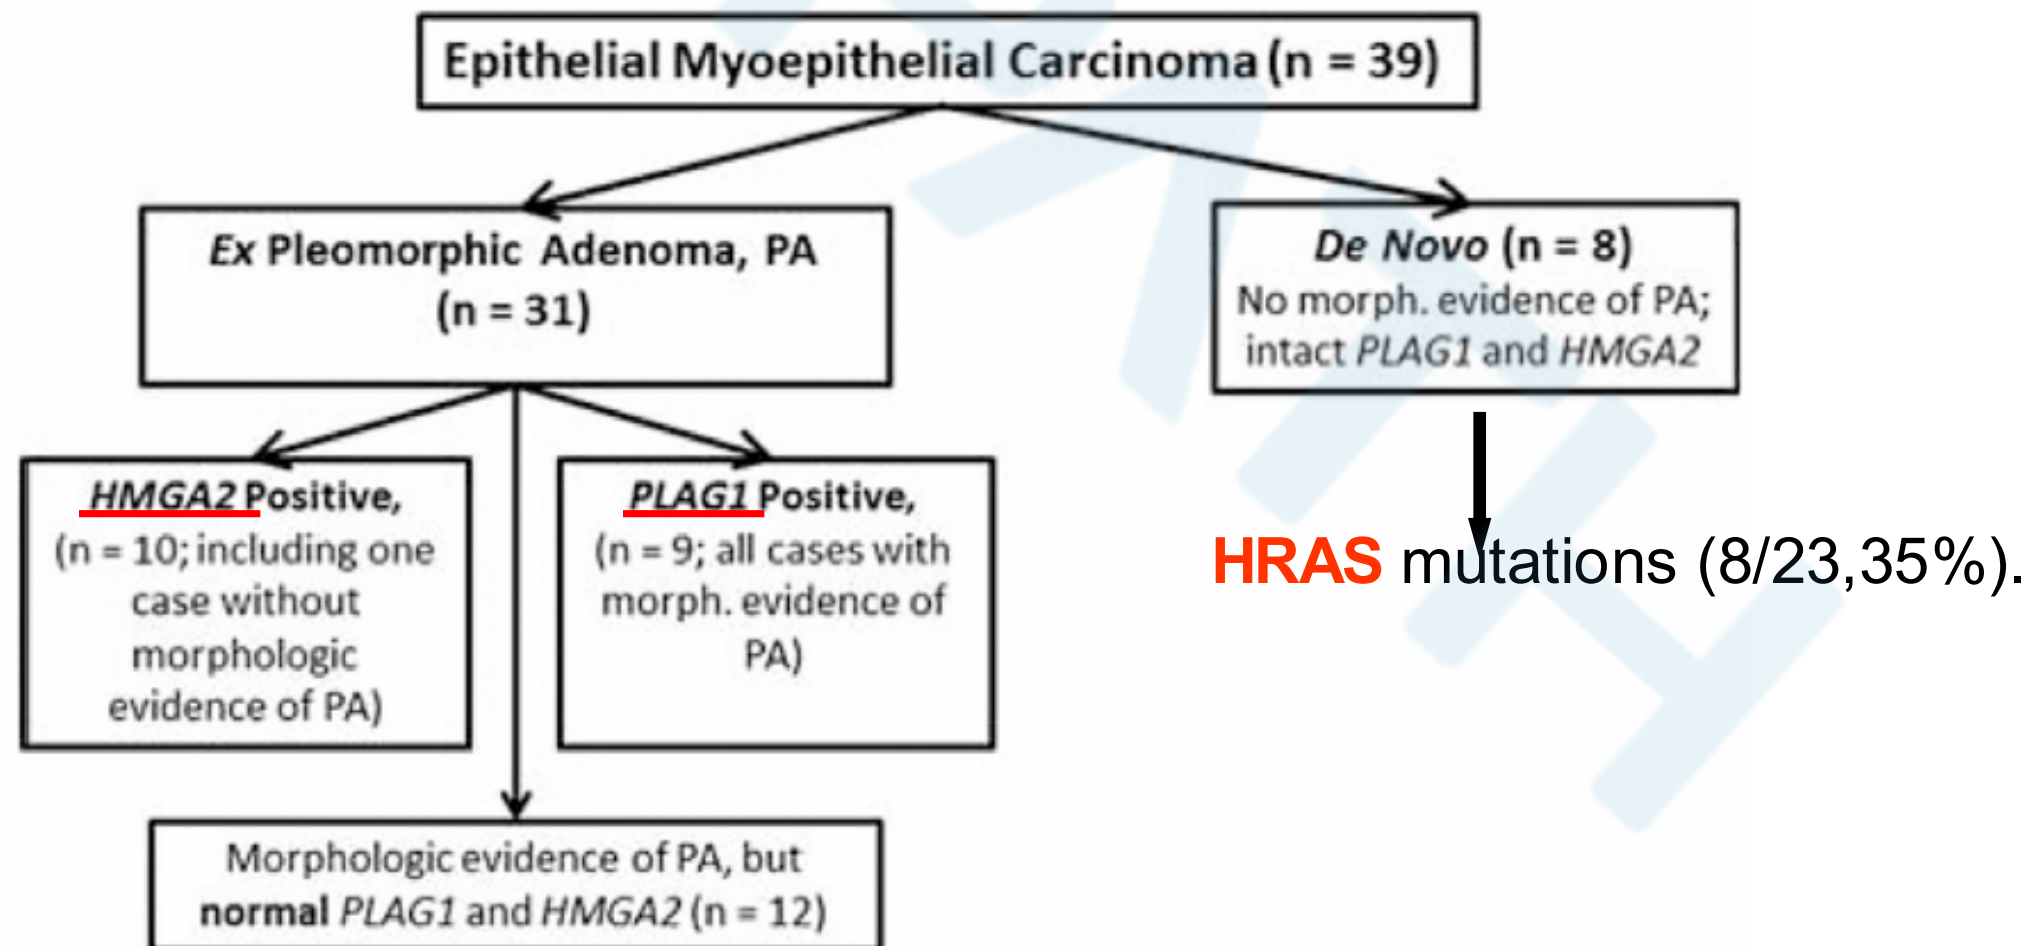 Epithelial Myoepithelial Carcinoma (n = 39)
Ex Pleomorphic Adenoma, PA
(n = 31)
De Novo (n = 8)
No morph. evidence of PA;
intact PLAG1 and HMGA2
HMGA2 Positive,
(n = 10; including one
case without
morphologic
evidence of PA)
PLAG1 Positive,
(n = 9; all cases with
morph. evidence of
PA)
HRAS mutations (8/23,35%).
Morphologic evidence of PA, but
normal PLAG1 and HMGA2 (n = 12)